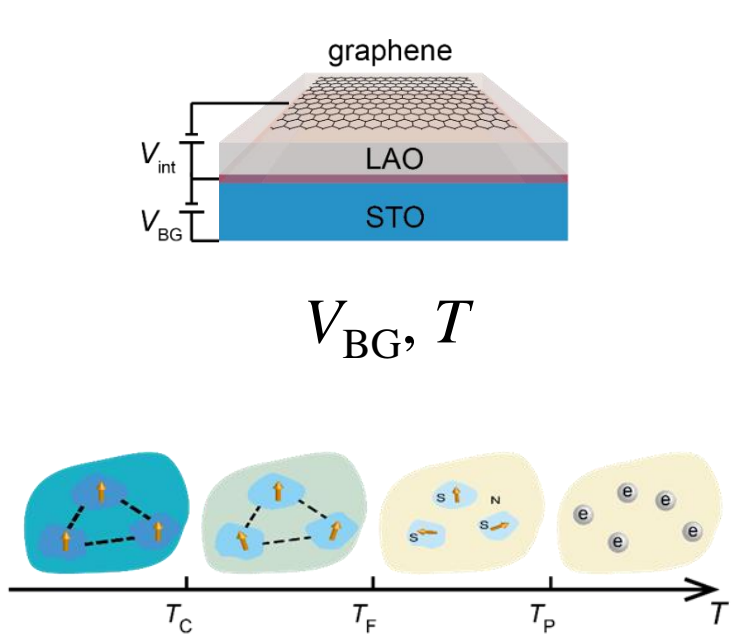 graphene
LAO
V_int
STO
V_BG
V_BG, T
S N
S S
e e e e e
T_C T_F T_P T